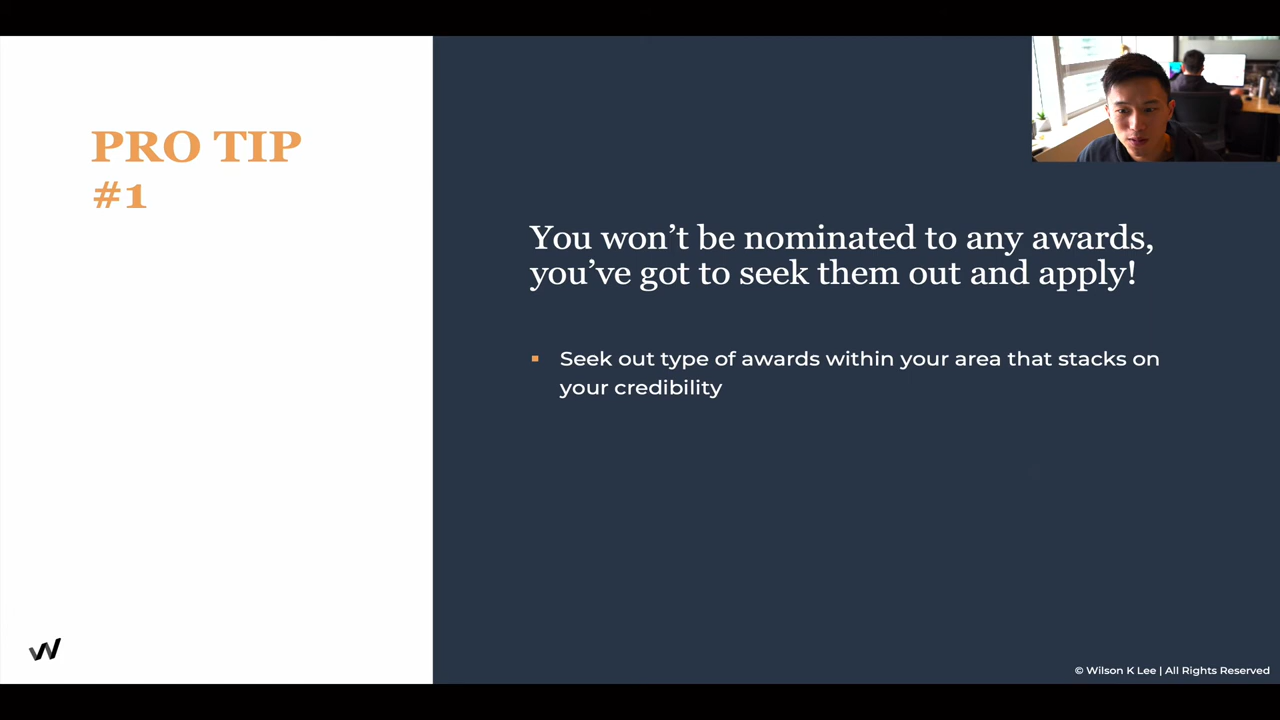 PRO TIP
#1
You won’t be nominated to any awards,
you’ve got to seek them out and apply!
▪ Seek out type of awards within your area that stacks on
your credibility
© Wilson K Lee | All Rights Reserved